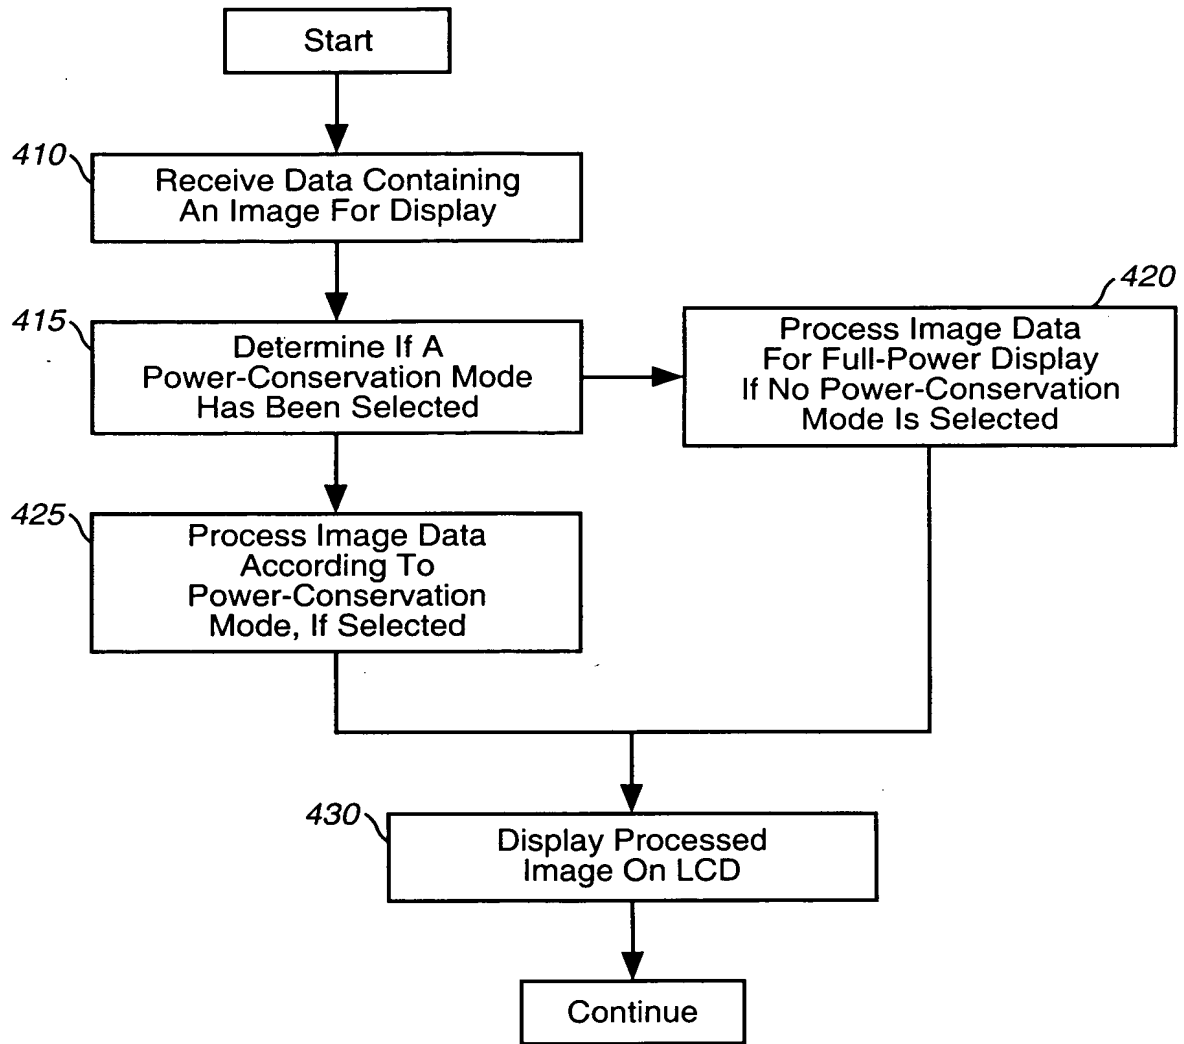 Start
410
Receive Data Containing
An Image For Display
415
Determine If A
Power-Conservation Mode
Has Been Selected
420
Process Image Data
For Full-Power Display
If No Power-Conservation
Mode Is Selected
425
Process Image Data
According To
Power-Conservation
Mode, If Selected
430
Display Processed
Image On LCD
Continue